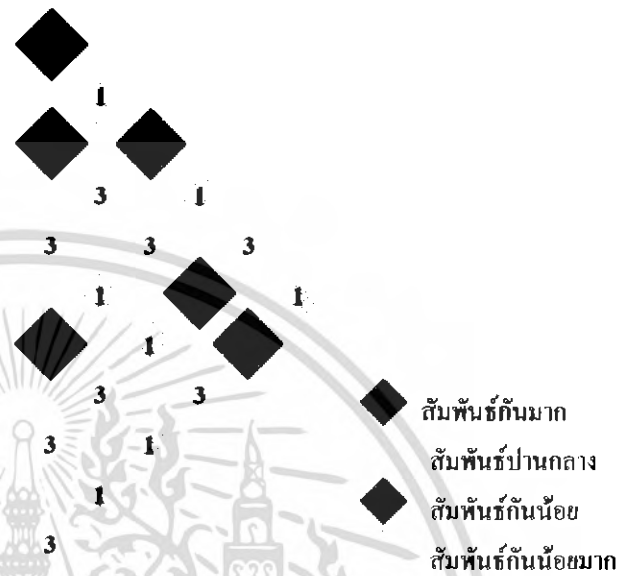 1
3 1
3 3 3
1 1
1
3 3
สัมพันธ์กันมาก
3 1
สัมพันธ์ปานกลาง
1
สัมพันธ์กันน้อย
3
สัมพันธ์กันน้อยมาก